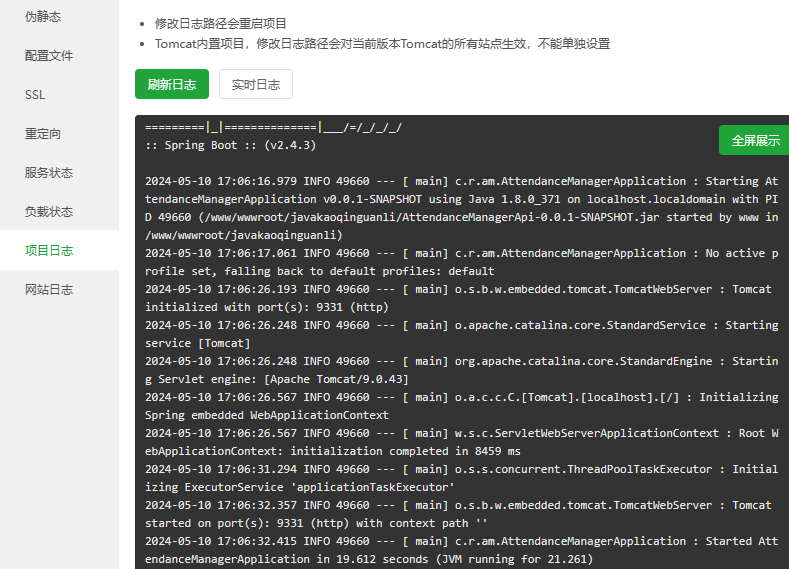 伪静态
配置文件
SSL
重定向
服务状态
负载状态
项目日志
网站日志
修改日志路径会重启项目
Tomcat内置项目，修改日志路径会对当前版本Tomcat的所有站点生效，不能单独设置
刷新日志
实时日志
全屏展示
=========|_|==============|___/=/_/_/_/
:: Spring Boot :: (v2.4.3)
2024-05-10 17:06:16.979 INFO 49660 --- [ main] c.r.am.AttendanceManagerApplication : Starting At
tendanceManagerApplication v0.0.1-SNAPSHOT using Java 1.8.0_371 on localhost.localdomain with PI
D 49660 (/www/wwwroot/javakaoqinguanli/AttendanceManagerApi-0.0.1-SNAPSHOT.jar started by www in
/www/wwwroot/javakaoqinguanli)
2024-05-10 17:06:17.061 INFO 49660 --- [ main] c.r.am.AttendanceManagerApplication : No active p
rofile set, falling back to default profiles: default
2024-05-10 17:06:26.193 INFO 49660 --- [ main] o.s.b.w.embedded.tomcat.TomcatWebServer : Tomcat
initialized with port(s): 9331 (http)
2024-05-10 17:06:26.248 INFO 49660 --- [ main] o.apache.catalina.core.StandardService : Starting
service [Tomcat]
2024-05-10 17:06:26.248 INFO 49660 --- [ main] org.apache.catalina.core.StandardEngine : Startin
g Servlet engine: [Apache Tomcat/9.0.43]
2024-05-10 17:06:26.567 INFO 49660 --- [ main] o.a.c.c.C.[Tomcat].[localhost].[/] : Initializing
Spring embedded WebApplicationContext
2024-05-10 17:06:26.567 INFO 49660 --- [ main] w.s.c.ServletWebServerApplicationContext : Root W
ebApplicationContext: initialization completed in 8459 ms
2024-05-10 17:06:31.294 INFO 49660 --- [ main] o.s.s.concurrent.ThreadPoolTaskExecutor : Initial
izing ExecutorService 'applicationTaskExecutor'
2024-05-10 17:06:32.357 INFO 49660 --- [ main] o.s.b.w.embedded.tomcat.TomcatWebServer : Tomcat
started on port(s): 9331 (http) with context path ''
2024-05-10 17:06:32.415 INFO 49660 --- [ main] c.r.am.AttendanceManagerApplication : Started Att
endanceManagerApplication in 19.612 seconds (JVM running for 21.261)